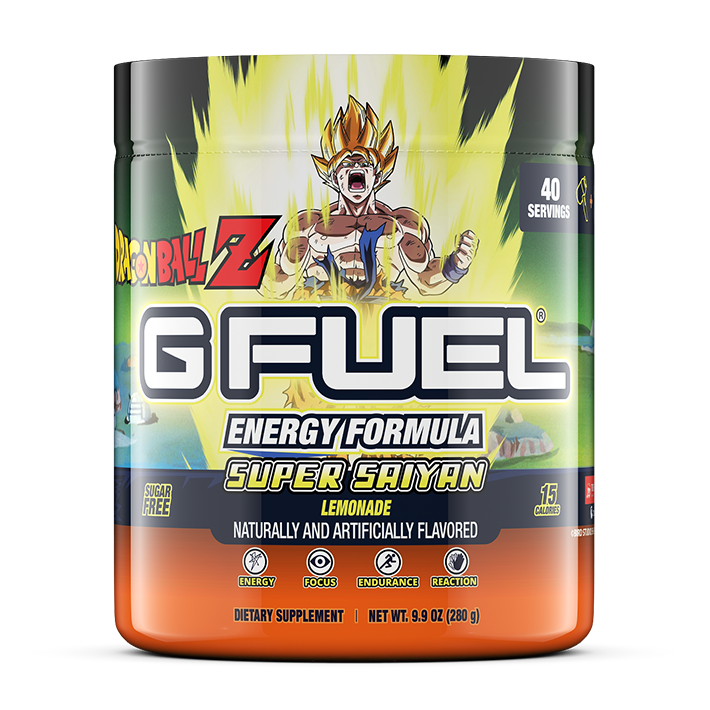 40
SERVINGS
DRAGON BALL Z
G FUEL®
ENERGY FORMULA
SUPER SAIYAN
SUGAR
FREE
LEMONADE
15
CALORIES
NATURALLY AND ARTIFICIALLY FLAVORED
ENERGY FOCUS ENDURANCE REACTION
DIETARY SUPPLEMENT | NET WT. 9.9 OZ (280 g)